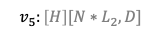 v₅: [H][N * L₂, D]